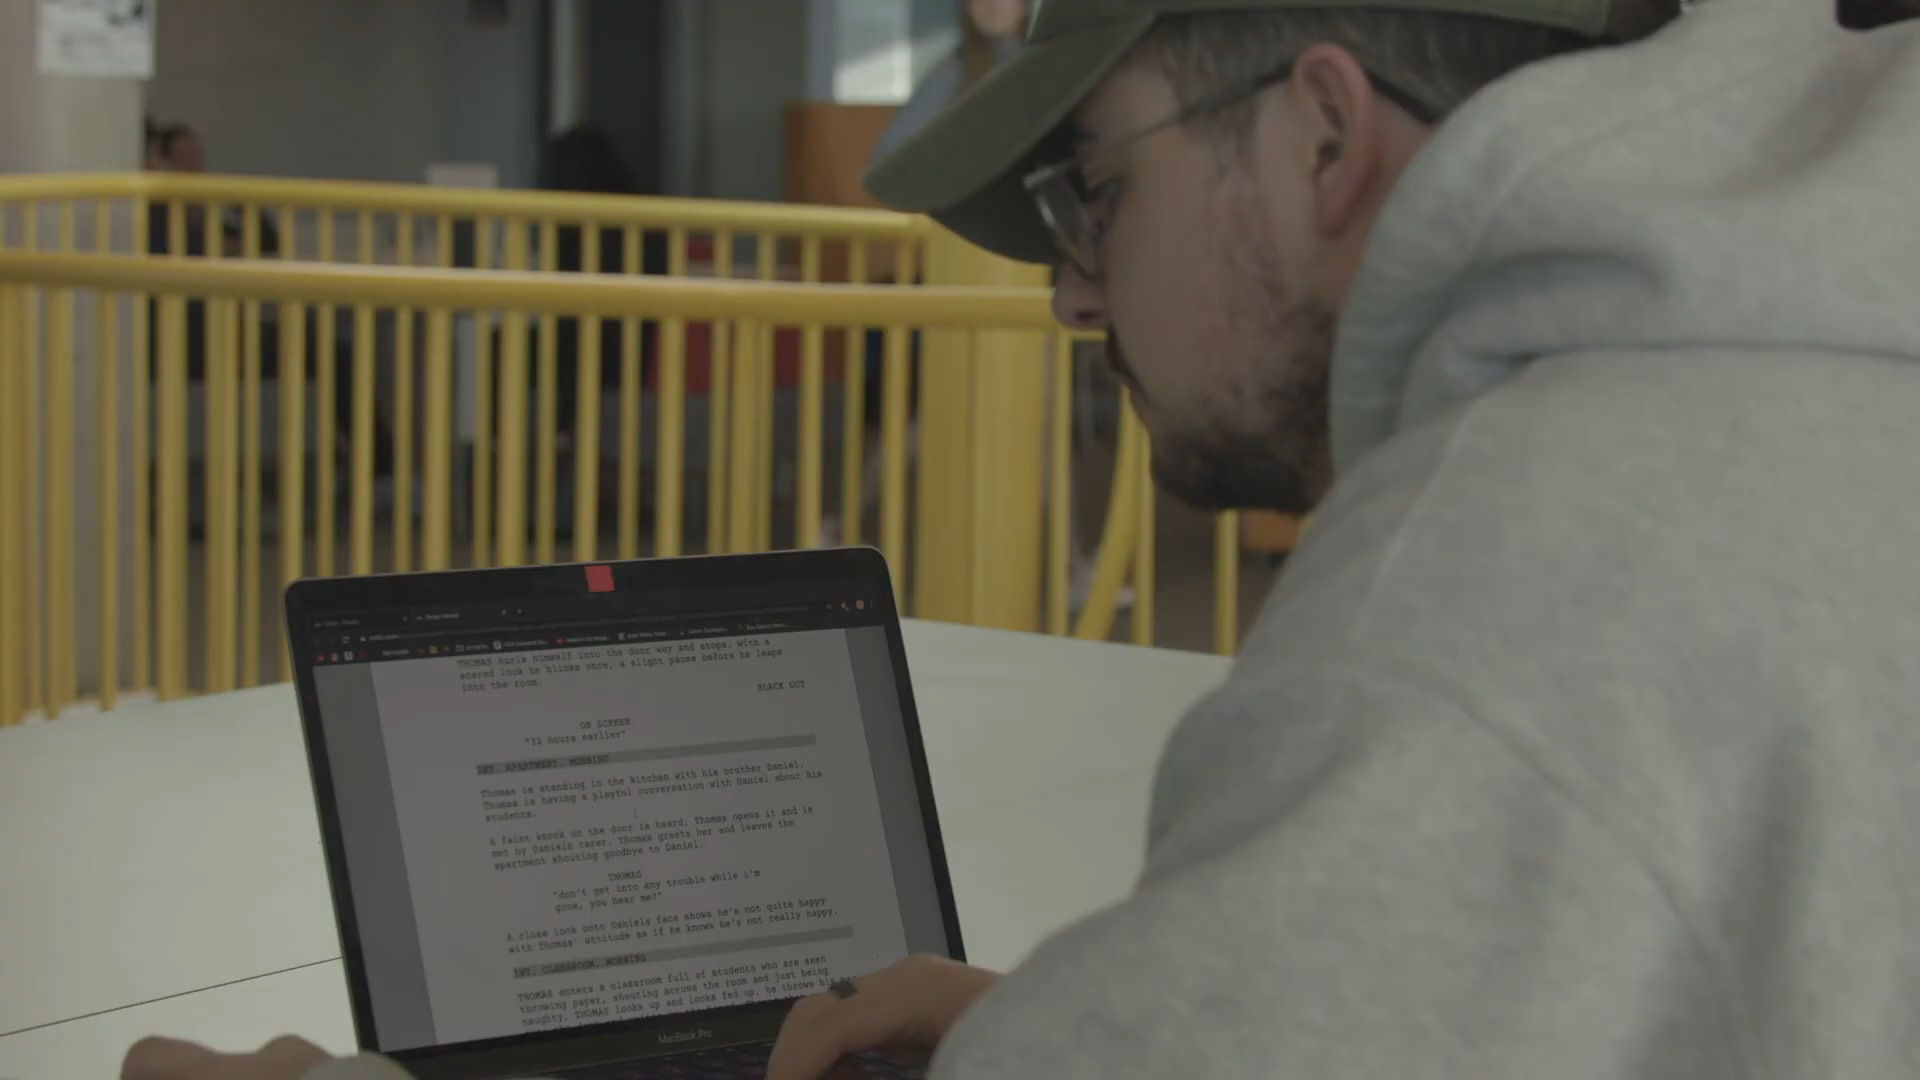 THOMAS hurls himself into the door way and stops, with a
scared look he blinks once, a slight pause before he leaps
into the room.
BLACK OUT
ON SCREEN
"32 hours earlier"
INT. APARTMENT. MORNING
Thomas is standing in the kitchen with his brother Daniel.
Thomas is having a playful conversation with Daniel about his
students.
A faint knock on the door is heard, Thomas opens it and is
met by Daniels carer. Thomas greets her and leaves the
apartment shouting goodbye to Daniel.
THOMAS
"don't get into any trouble while i'm
gone, you hear me?"
A close look onto Daniels face shows he's not quite happy
with Thomas' attitude as if he knows he's not really happy.
INT. CLASSROOM. MORNING
THOMAS enters a classroom full of students who are seen
throwing paper, shouting across the room and just being
naughty. THOMAS looks up and looks fed up, he throws his
MacBook Pro